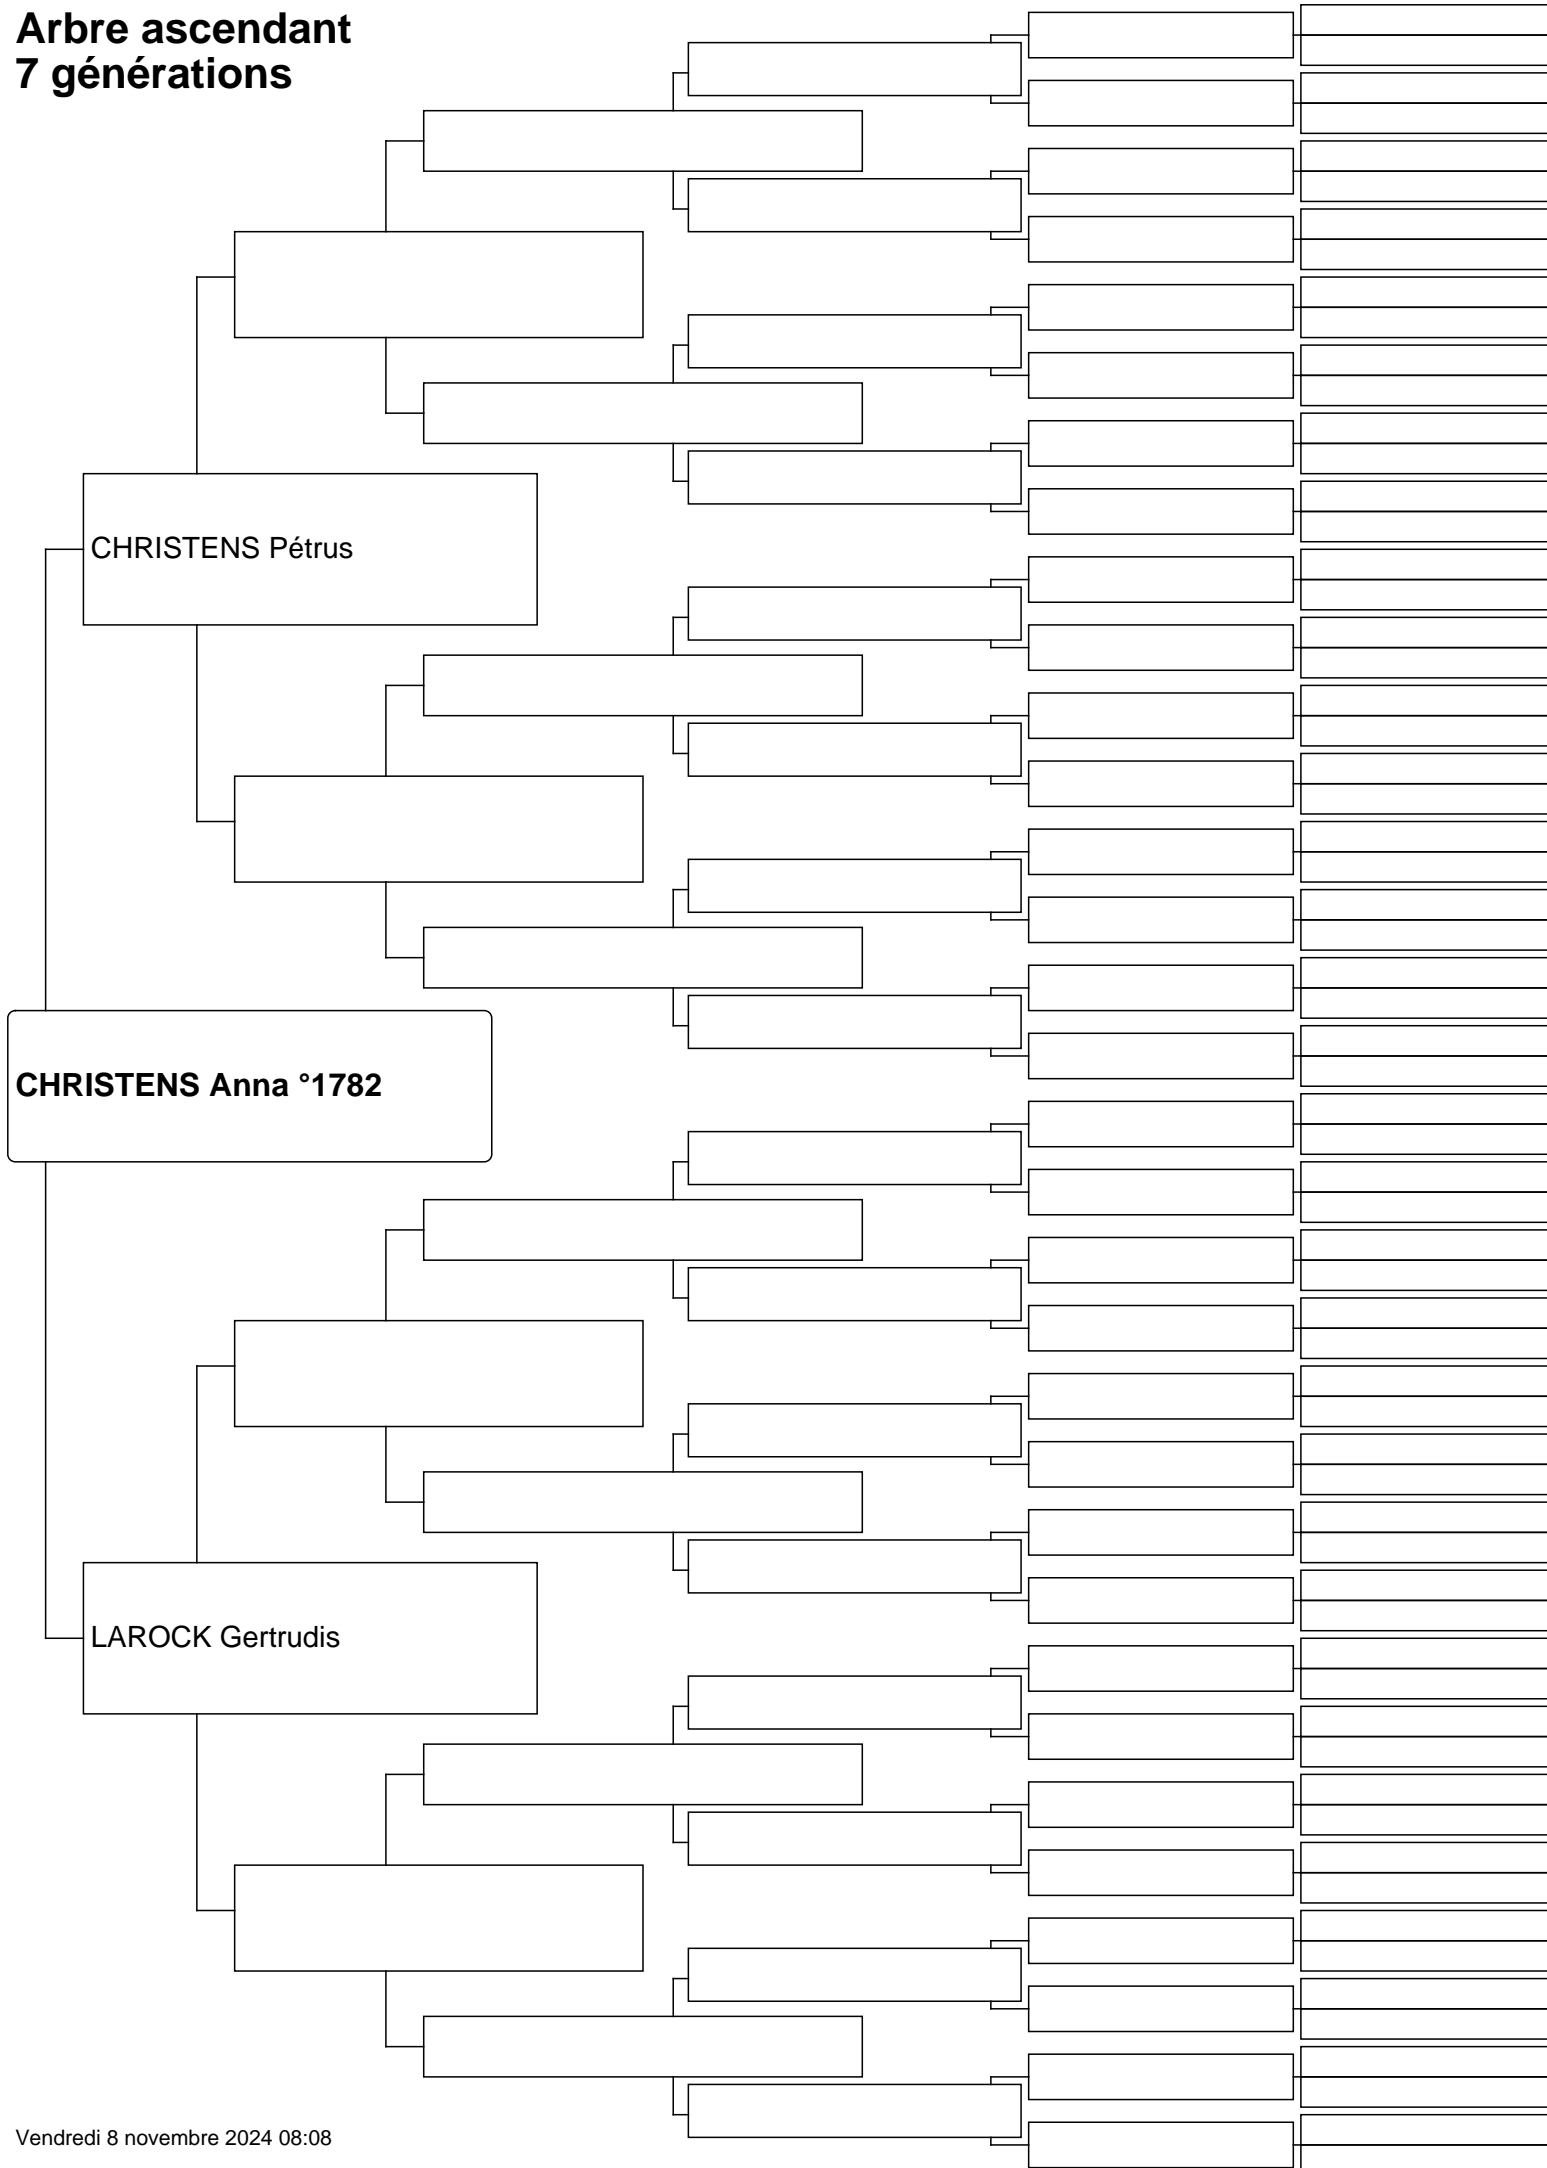 Arbre ascendant
7 générations
CHRISTENS Pétrus
CHRISTENS Anna °1782
LAROCK Gertrudis
Vendredi 8 novembre 2024 08:08